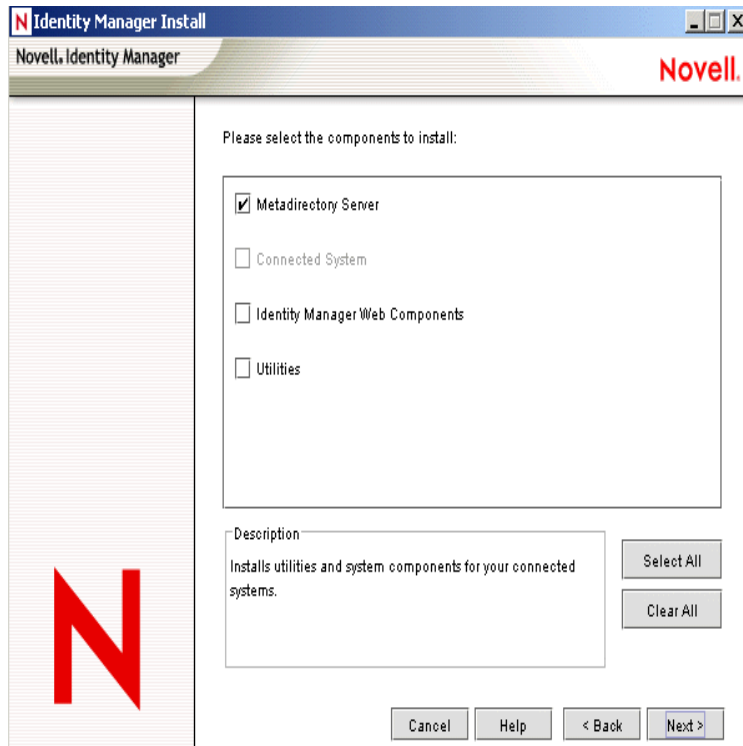 N Identity Manager Install
Novell. Identity Manager
Novell.
Please select the components to install:
Metadirectory Server
Connected System
Identity Manager Web Components
Utilities
Description
Installs utilities and system components for your connected
systems.
Select All
Clear All
N
Cancel
Help
< Back
Next >